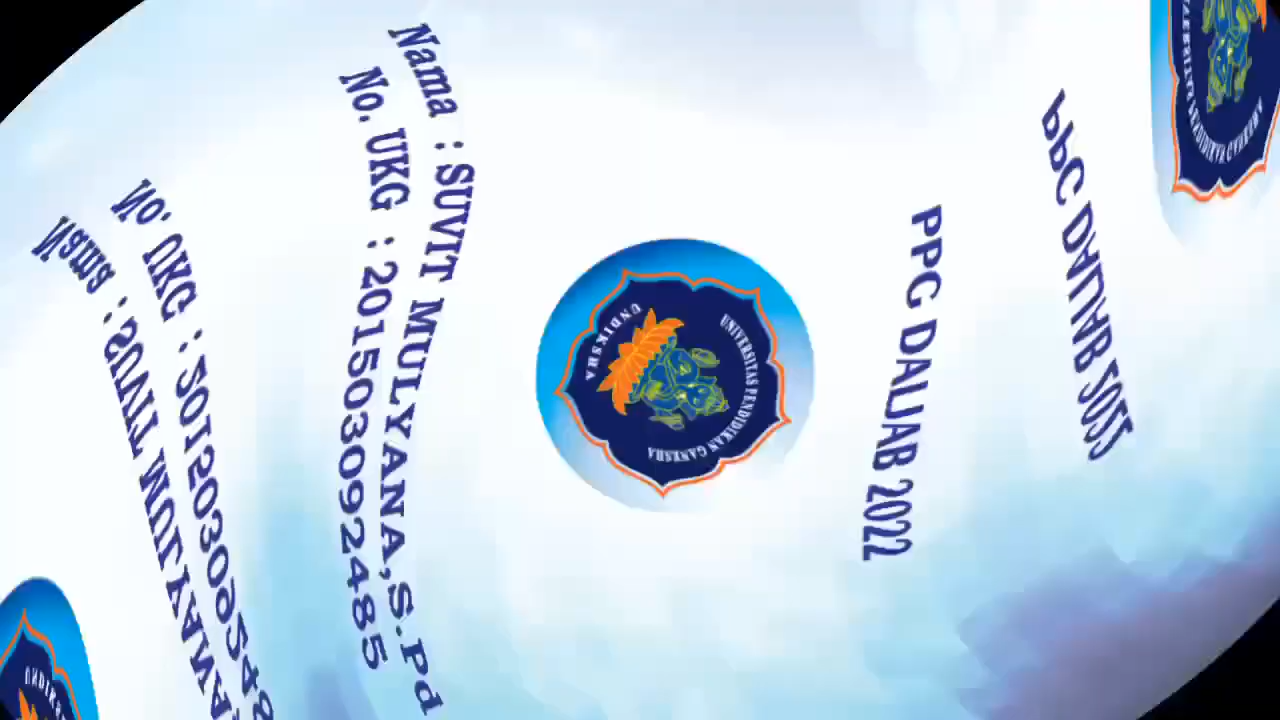 PPG DALJAB 2022
UNIVERSITAS PENDIDIKAN GANESHA
UNDIKSHA
Nama : SUVIT MULYANA,S.Pd
No. UKG : 201503092485